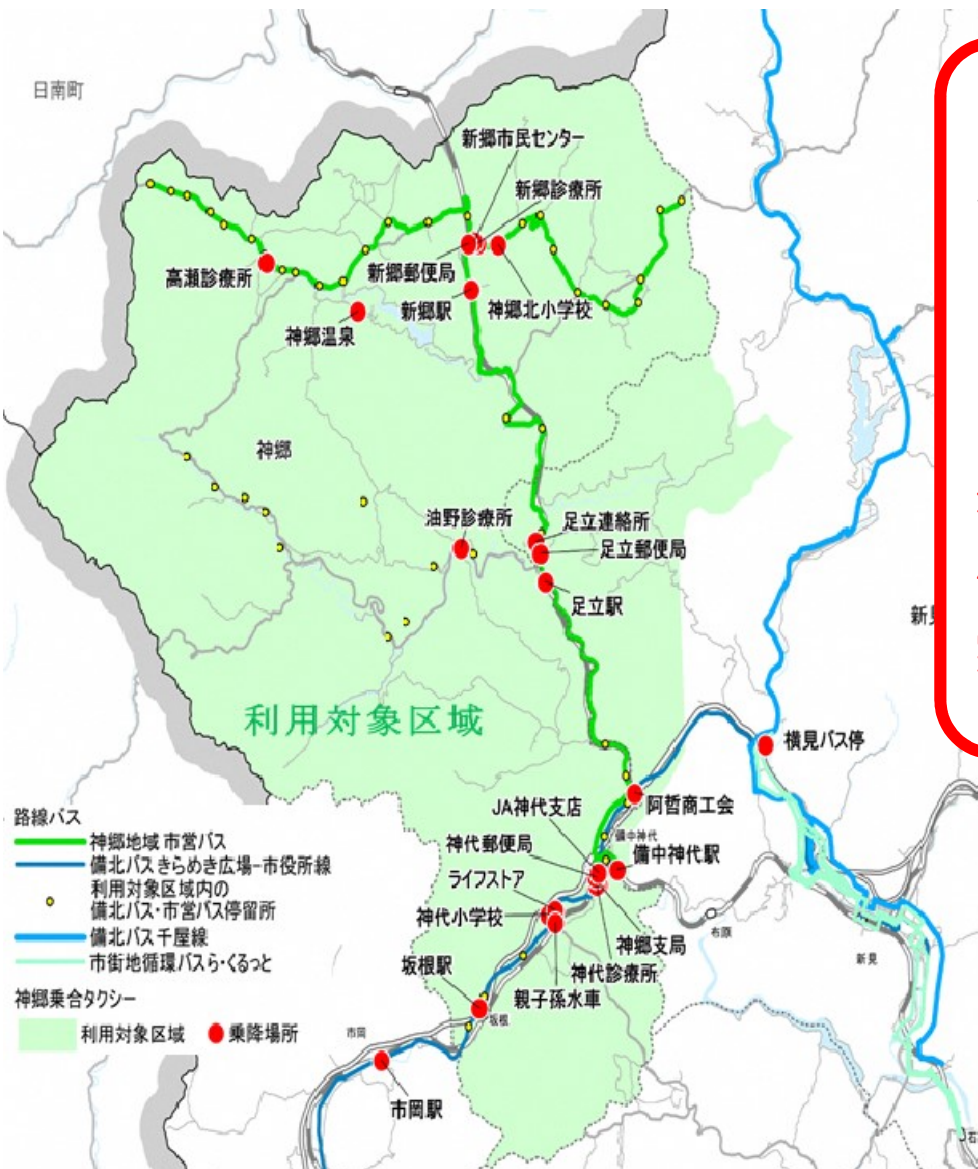 日南町
新郷市民センター
新郷診療所
高瀬診療所
新郷郵便局
新郷駅
神郷北小学校
神郷温泉
神郷
油野診療所
足立連絡所
足立郵便局
足立駅
新見
利用対象区域
横見バス停
路線バス
神郷地域 市営バス
備北バスきらめき広場-市役所線
利用対象区域内の
備北バス・市営バス停留所
備北バス千屋線
市街地循環バスら・くるっと
神郷乗合タクシー
利用対象区域
乗降場所
JA神代支店
阿哲商工会
備中神代
神代郵便局
備中神代駅
ライフストア
神代小学校
布原
新見
神郷支局
坂根駅
神代診療所
親子孫水車
坂根
市岡
市岡駅